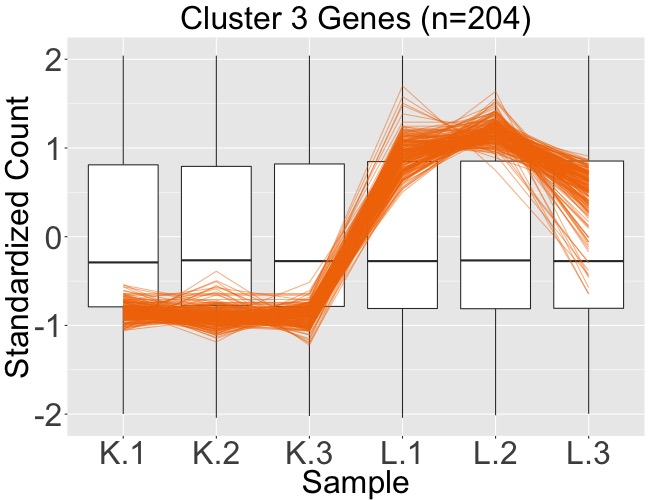 Cluster 3 Genes (n=204)
Standardized Count
2
1
0
-1
-2
K.1 K.2 K.3 L.1 L.2 L.3
Sample